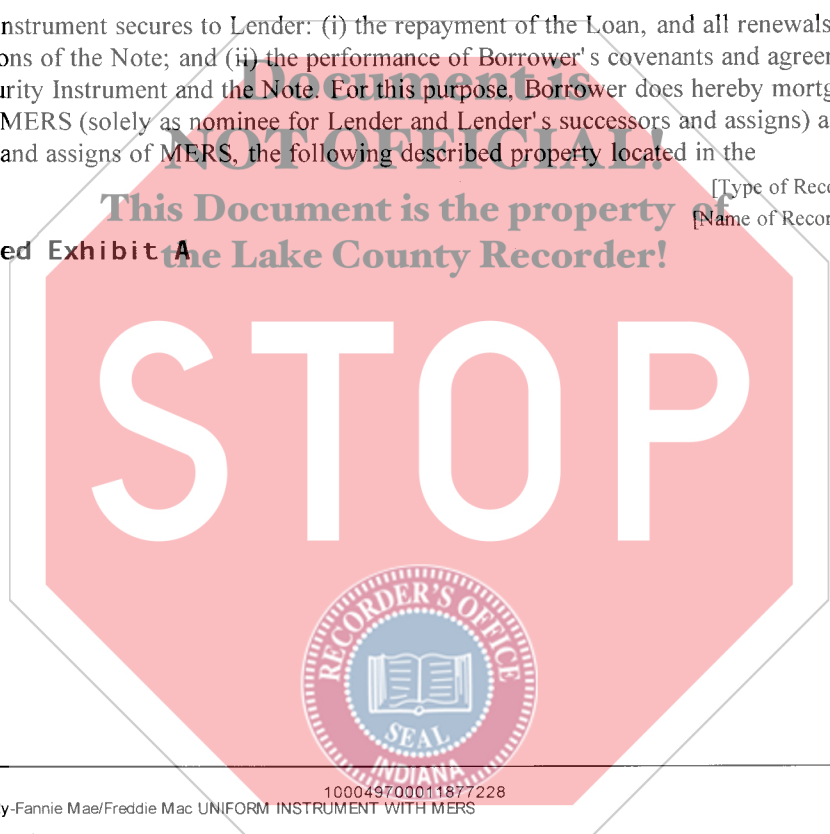 nstrument secures to Lender: (i) the repayment of the Loan, and all renewals
ons of the Note; and (ii) the performance of Borrower's covenants and agreer
urity Instrument and the Note. For this purpose, Borrower does hereby mortg
MERS (solely as nominee for Lender and Lender's successors and assigns) a
and assigns of MERS, the following described property located in the
[Type of Reco
[Name of Recor
ed Exhibit A
Document is
NOT OFFICIAL!
This Document is the property of
the Lake County Recorder!
STOP
RECORDER'S OFFICE
SEAL
INDIANA
100049700011877228
y-Fannie Mae/Freddie Mac UNIFORM INSTRUMENT WITH MERS